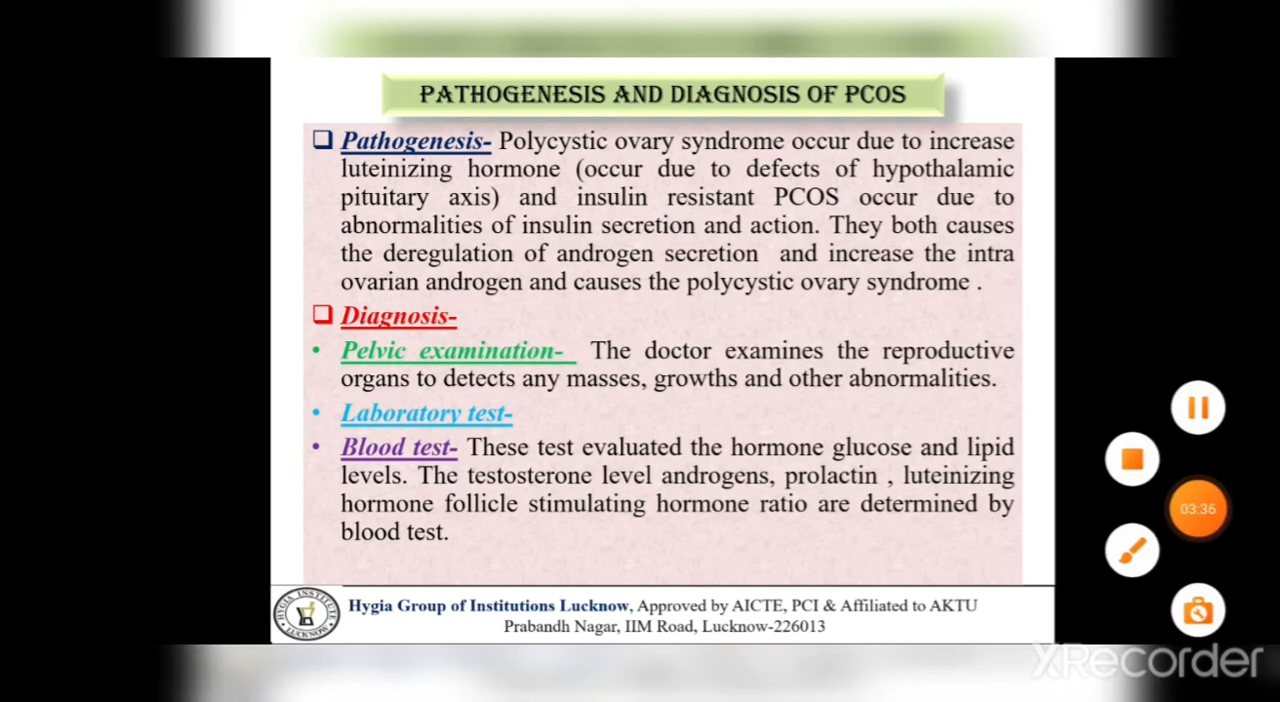 PATHOGENESIS AND DIAGNOSIS OF PCOS
Pathogenesis- Polycystic ovary syndrome occur due to increase
luteinizing hormone (occur due to defects of hypothalamic
pituitary axis) and insulin resistant PCOS occur due to
abnormalities of insulin secretion and action. They both causes
the deregulation of androgen secretion and increase the intra
ovarian androgen and causes the polycystic ovary syndrome .
Diagnosis-
• Pelvic examination- The doctor examines the reproductive
organs to detects any masses, growths and other abnormalities.
• Laboratory test-
• Blood test- These test evaluated the hormone glucose and lipid
levels. The testosterone level androgens, prolactin , luteinizing
hormone follicle stimulating hormone ratio are determined by
blood test.
03:36
HYGIA INSTITUTE
LUCKNOW
Hygia Group of Institutions Lucknow, Approved by AICTE, PCI & Affiliated to AKTU
Prabandh Nagar, IIM Road, Lucknow-226013
XRecorder